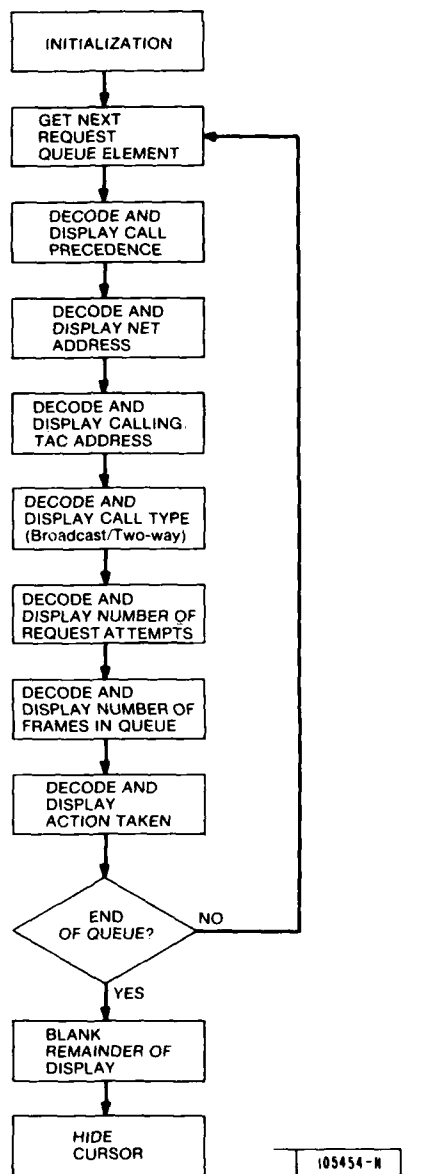 INITIALIZATION
GET NEXT
REQUEST
QUEUE ELEMENT
DECODE AND
DISPLAY CALL
PRECEDENCE
DECODE AND
DISPLAY NET
ADDRESS
DECODE AND
DISPLAY CALLING
TAC ADDRESS
DECODE AND
DISPLAY CALL TYPE
(Broadcast/Two-way)
DECODE AND
DISPLAY NUMBER OF
REQUEST ATTEMPTS
DECODE AND
DISPLAY NUMBER OF
FRAMES IN QUEUE
DECODE AND
DISPLAY
ACTION TAKEN
END
OF QUEUE?
NO
YES
BLANK
REMAINDER OF
DISPLAY
HIDE
CURSOR
105454-N